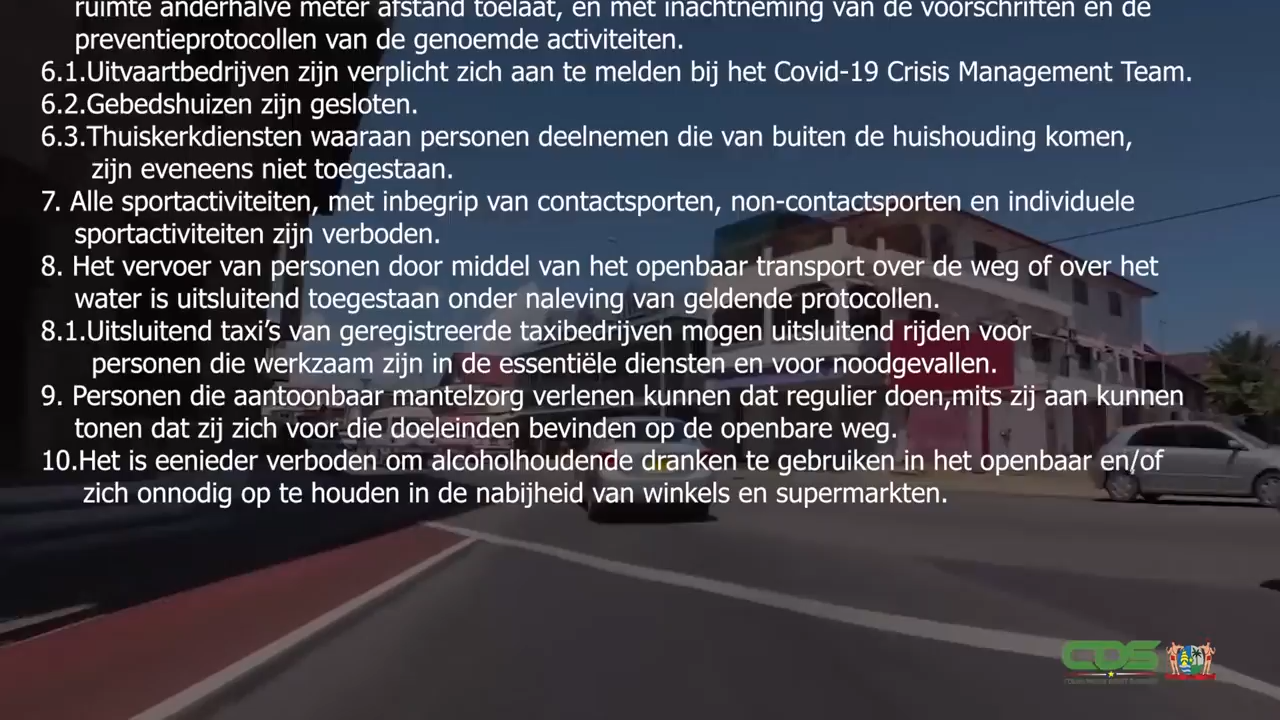 ruimte anderhalve meter afstand toelaat, en met inachtneming van de voorschriften en de
preventieprotocollen van de genoemde activiteiten.
6.1.Uitvaartbedrijven zijn verplicht zich aan te melden bij het Covid-19 Crisis Management Team.
6.2.Gebedshuizen zijn gesloten.
6.3.Thuiskerkdiensten waaraan personen deelnemen die van buiten de huishouding komen,
zijn eveneens niet toegestaan.
7. Alle sportactiviteiten, met inbegrip van contactsporten, non-contactsporten en individuele
sportactiviteiten zijn verboden.
8. Het vervoer van personen door middel van het openbaar transport over de weg of over het
water is uitsluitend toegestaan onder naleving van geldende protocollen.
8.1.Uitsluitend taxi’s van geregistreerde taxibedrijven mogen uitsluitend rijden voor
personen die werkzaam zijn in de essentiële diensten en voor noodgevallen.
9. Personen die aantoonbaar mantelzorg verlenen kunnen dat regulier doen,mits zij aan kunnen
tonen dat zij zich voor die doeleinden bevinden op de openbare weg.
10.Het is eenieder verboden om alcoholhoudende dranken te gebruiken in het openbaar en/of
zich onnodig op te houden in de nabijheid van winkels en supermarkten.
CDS